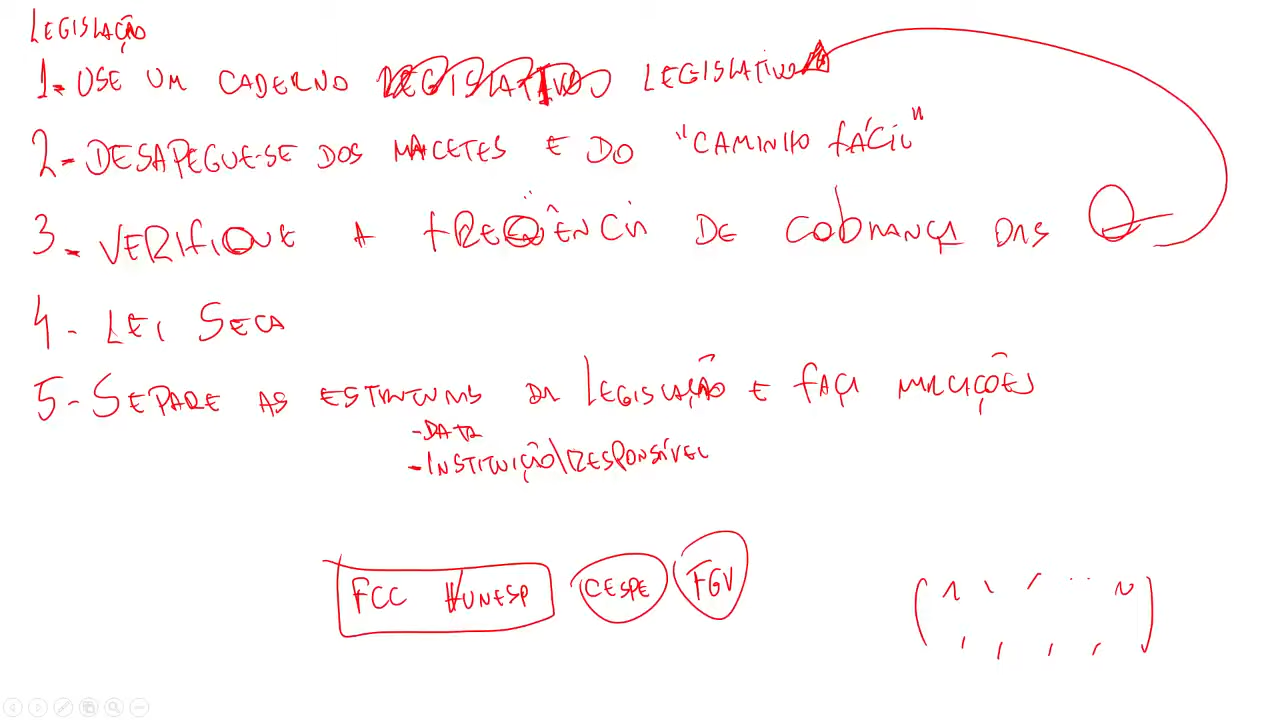 LEGISLAÇÃO
1- USE UM CADERNO LEGISLATIVO
2- DESAPEGUE-SE DOS MACETES E DO "CAMINHO FÁCIL"
3- VERIFIQUE A FREQÜÊNCIA DE COBRANÇA DAS Q
4- LEI SECA
5- SEPARE AS ESTRUTURAS DA LEGISLAÇÃO E FAÇA MARCAÇÕES
- DATA
- INSTITUIÇÃO\RESPONSÁVEL
FCC VUNESP CESPE FGV